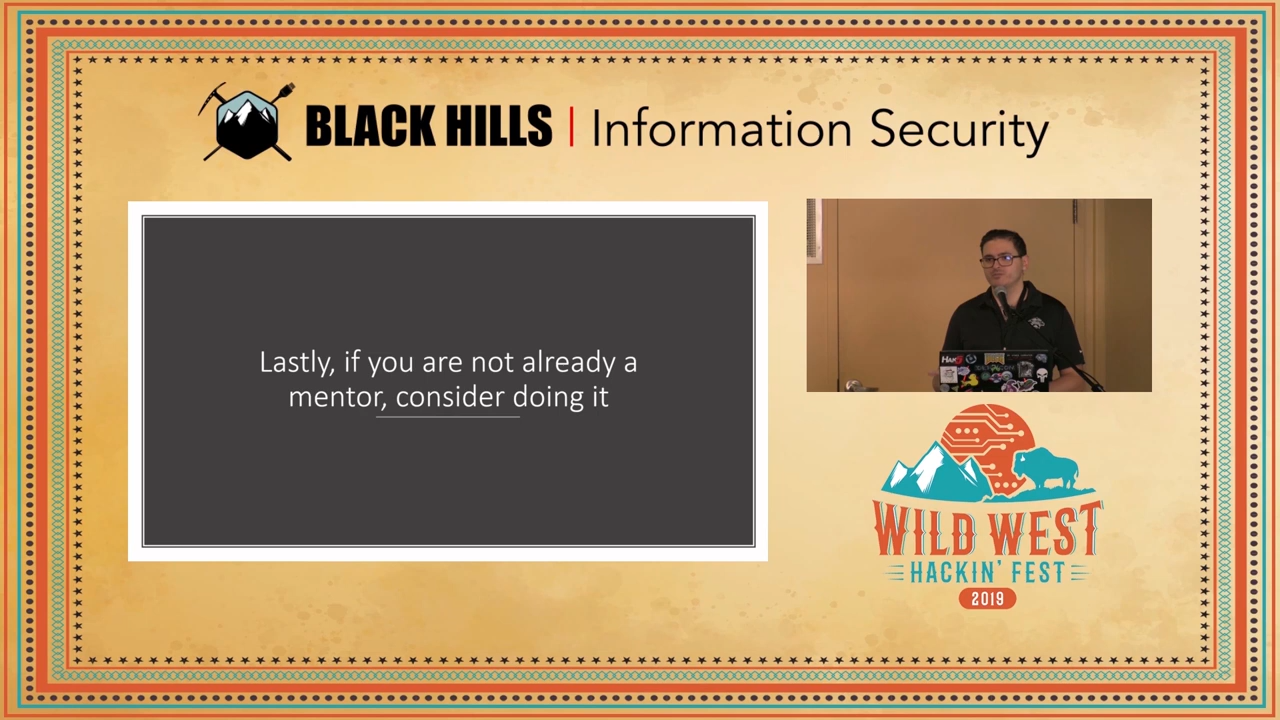 BLACK HILLS | Information Security
Lastly, if you are not already a
mentor, consider doing it
WILD WEST
HACKIN' FEST
2019